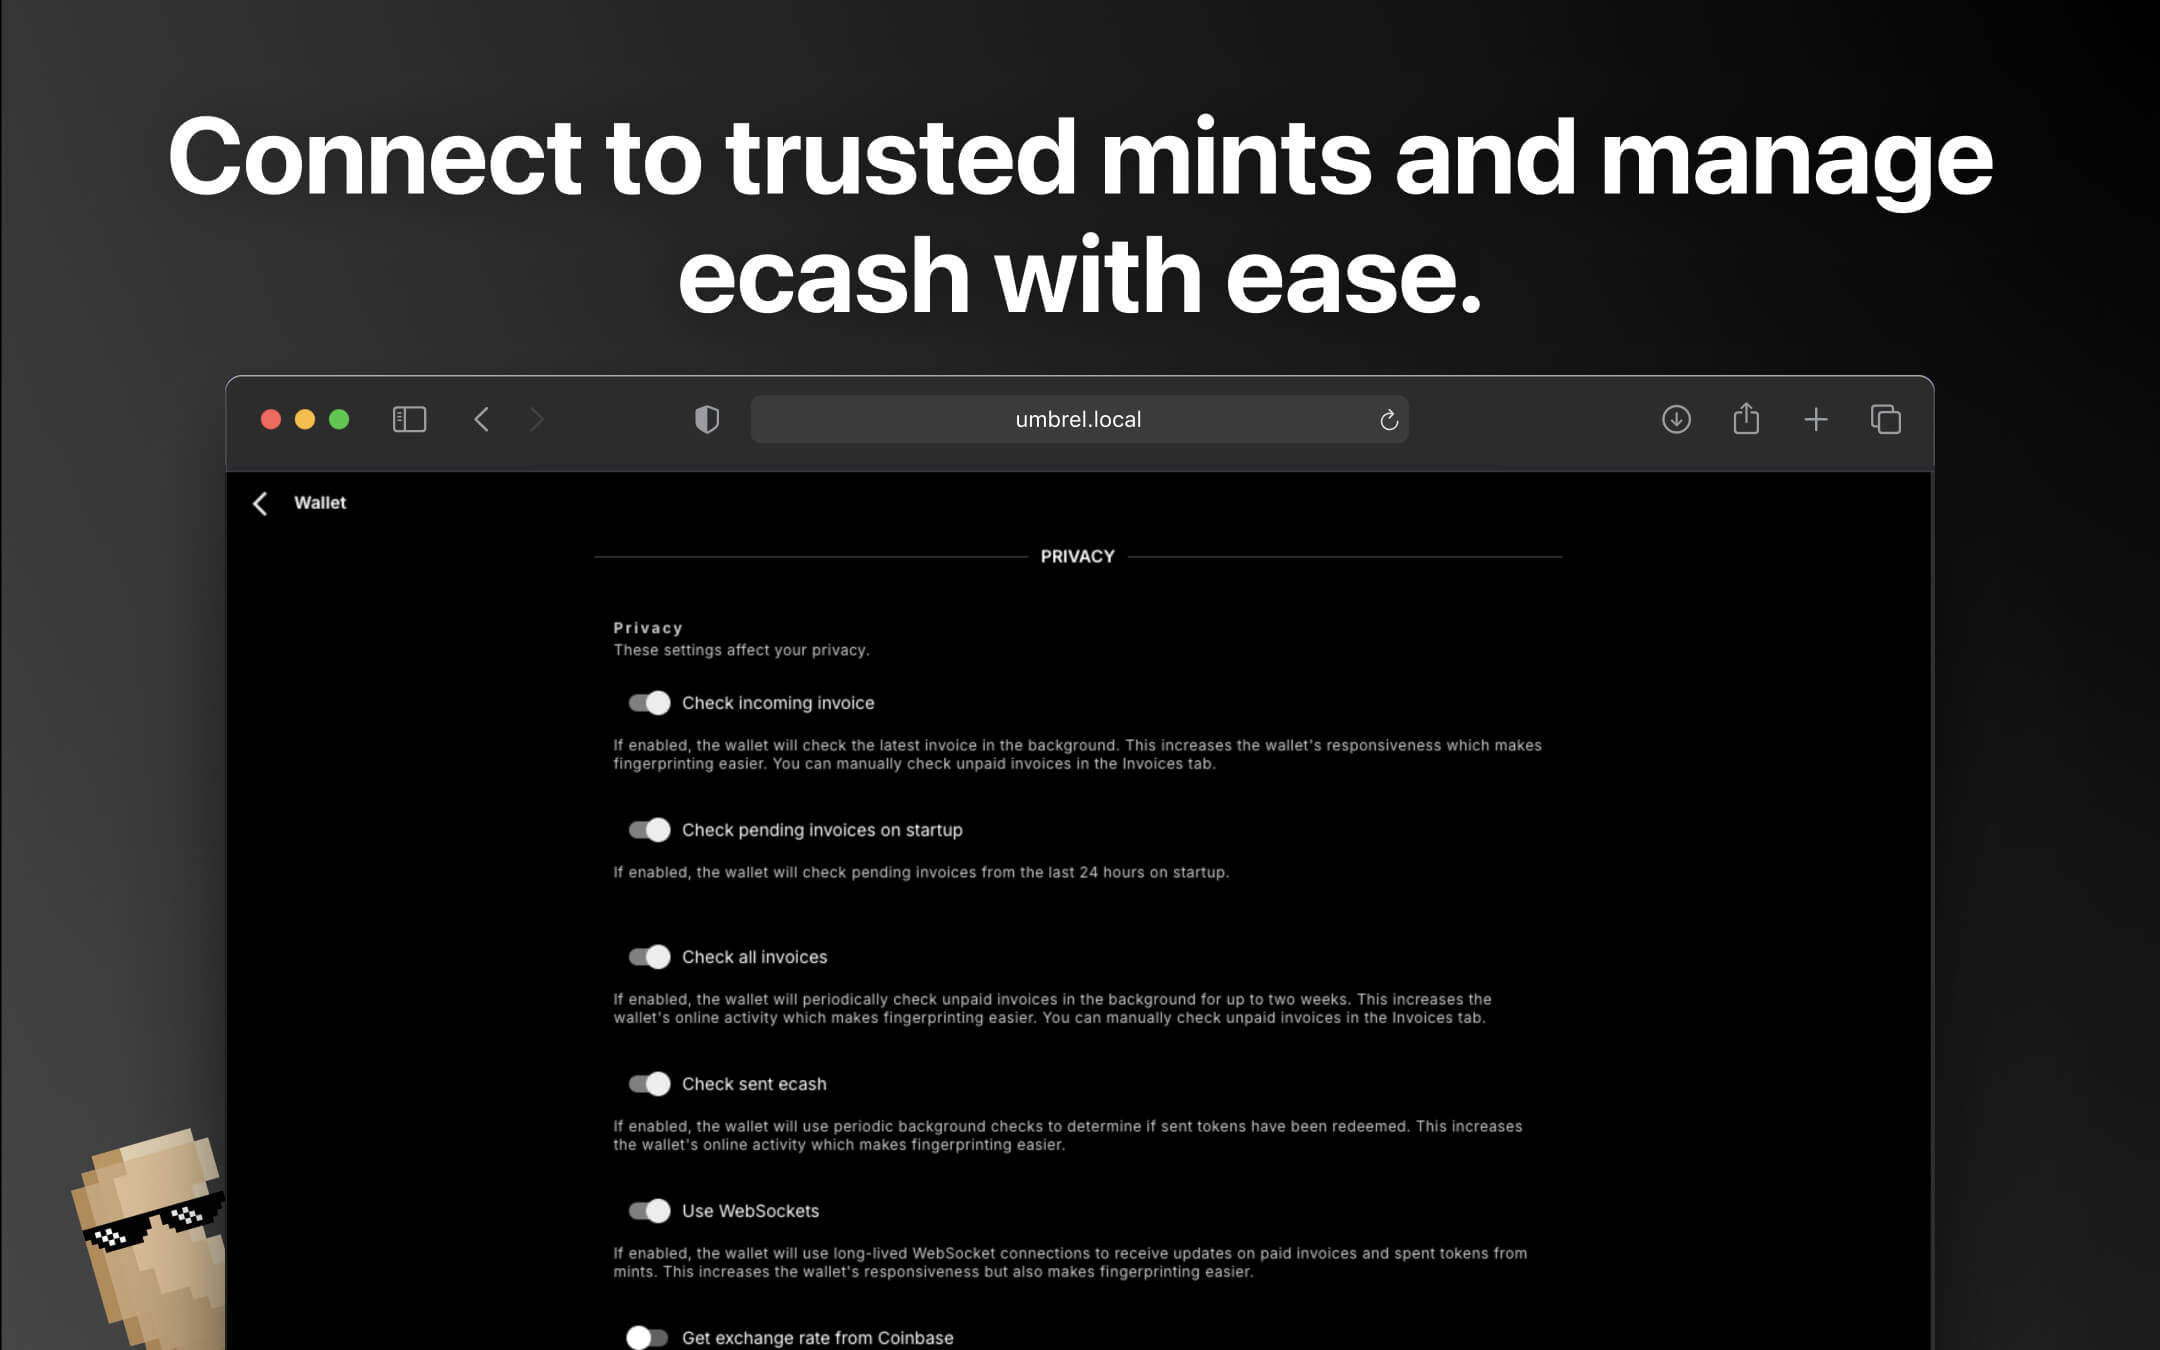 Connect to trusted mints and manage
ecash with ease.
umbrel.local
Wallet
PRIVACY
Privacy
These settings affect your privacy.
Check incoming invoice
If enabled, the wallet will check the latest invoice in the background. This increases the wallet's responsiveness which makes
fingerprinting easier. You can manually check unpaid invoices in the Invoices tab.
Check pending invoices on startup
If enabled, the wallet will check pending invoices from the last 24 hours on startup.
Check all invoices
If enabled, the wallet will periodically check unpaid invoices in the background for up to two weeks. This increases the
wallet's online activity which makes fingerprinting easier. You can manually check unpaid invoices in the Invoices tab.
Check sent ecash
If enabled, the wallet will use periodic background checks to determine if sent tokens have been redeemed. This increases
the wallet's online activity which makes fingerprinting easier.
Use WebSockets
If enabled, the wallet will use long-lived WebSocket connections to receive updates on paid invoices and spent tokens from
mints. This increases the wallet's responsiveness but also makes fingerprinting easier.
Get exchange rate from Coinbase